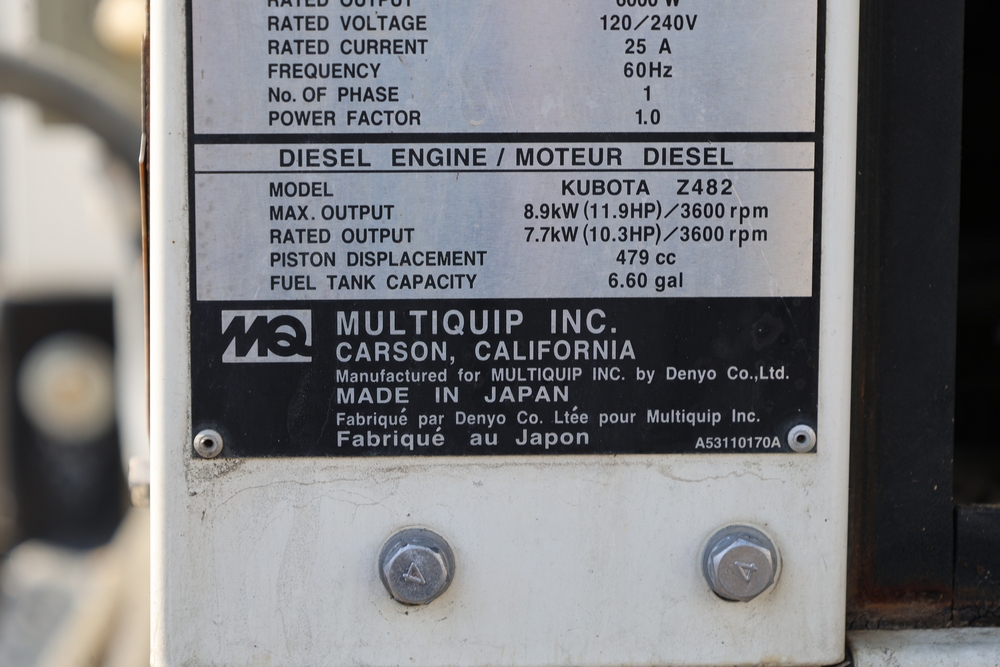 RATED OUTPUT 6000 W
RATED VOLTAGE 120/240V
RATED CURRENT 25 A
FREQUENCY 60Hz
No. OF PHASE 1
POWER FACTOR 1.0
DIESEL ENGINE / MOTEUR DIESEL
MODEL KUBOTA Z482
MAX. OUTPUT 8.9kW (11.9HP)/3600 rpm
RATED OUTPUT 7.7kW (10.3HP)/3600 rpm
PISTON DISPLACEMENT 479 cc
FUEL TANK CAPACITY 6.60 gal
MQ MULTIQUIP INC.
CARSON, CALIFORNIA
Manufactured for MULTIQUIP INC. by Denyo Co.,Ltd.
MADE IN JAPAN
Fabriqué par Denyo Co. Ltée pour Multiquip Inc.
Fabriqué au Japon A53110170A
4 4